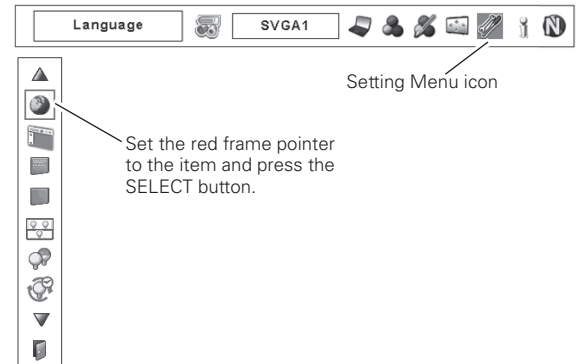 Language
SVGA1
N
Setting Menu icon
Set the red frame pointer
to the item and press the
SELECT button.